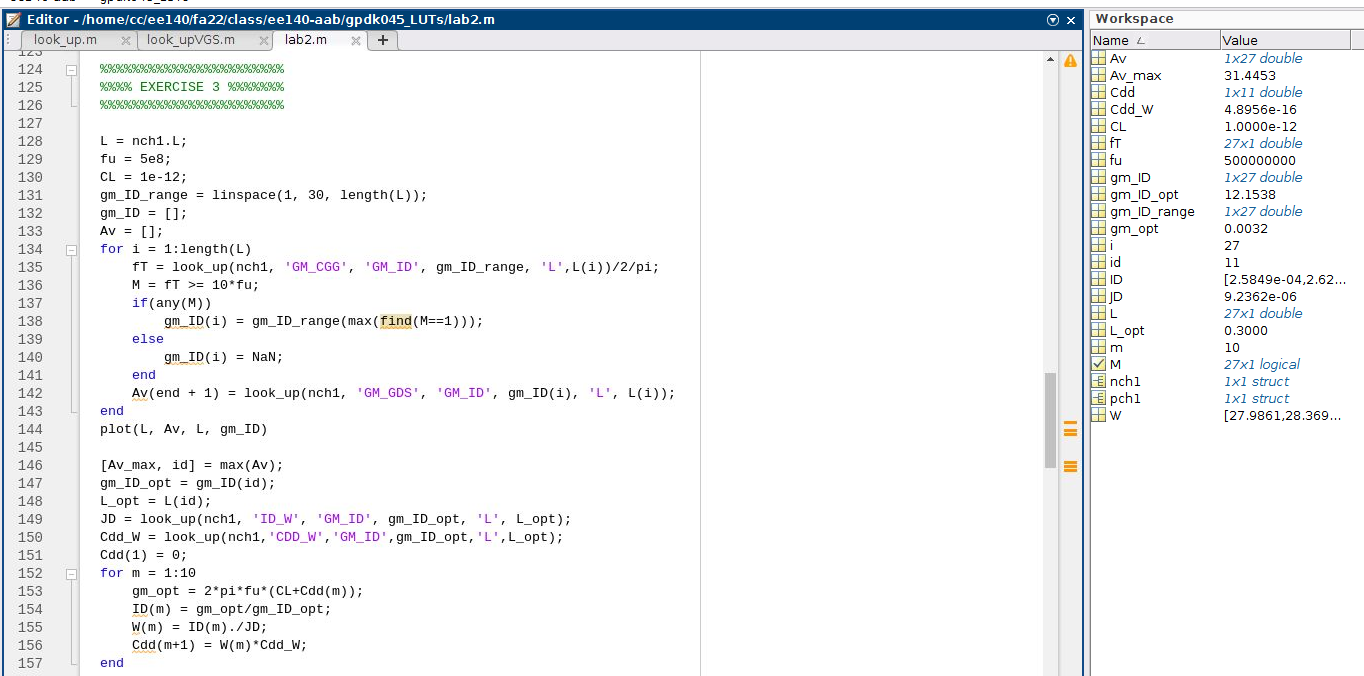 Editor - /home/cc/ee140/fa22/class/ee140-aab/gpdk045_LUTs/lab2.m
look_up.m
look_upVGS.m
lab2.m
123
124 %%%%%%%%%%%%%%%%%%%%%%%
125 %%%% EXERCISE 3 %%%%%%%
126 %%%%%%%%%%%%%%%%%%%%%%%
127
128 L = nch1.L;
129 fu = 5e8;
130 CL = 1e-12;
131 gm_ID_range = linspace(1, 30, length(L));
132 gm_ID = [];
133 Av = [];
134 for i = 1:length(L)
135 fT = look_up(nch1, 'GM_CGG', 'GM_ID', gm_ID_range, 'L',L(i))/2/pi;
136 M = fT >= 10*fu;
137 if(any(M))
138 gm_ID(i) = gm_ID_range(max(find(M==1)));
139 else
140 gm_ID(i) = NaN;
141 end
142 Av(end + 1) = look_up(nch1, 'GM_GDS', 'GM_ID', gm_ID(i), 'L', L(i));
143 end
144 plot(L, Av, L, gm_ID)
145
146 [Av_max, id] = max(Av);
147 gm_ID_opt = gm_ID(id);
148 L_opt = L(id);
149 JD = look_up(nch1, 'ID_W', 'GM_ID', gm_ID_opt, 'L', L_opt);
150 Cdd_W = look_up(nch1,'CDD_W','GM_ID',gm_ID_opt,'L',L_opt);
151 Cdd(1) = 0;
152 for m = 1:10
153 gm_opt = 2*pi*fu*(CL+Cdd(m));
154 ID(m) = gm_opt/gm_ID_opt;
155 W(m) = ID(m)./JD;
156 Cdd(m+1) = W(m)*Cdd_W;
157 end
Workspace
Name Value
Av 1x27 double
Av_max 31.4453
Cdd 1x11 double
Cdd_W 4.8956e-16
CL 1.0000e-12
fT 27x1 double
fu 500000000
gm_ID 1x27 double
gm_ID_opt 12.1538
gm_ID_range 1x27 double
gm_opt 0.0032
i 27
id 11
ID [2.5849e-04,2.62...
JD 9.2362e-06
L 27x1 double
L_opt 0.3000
m 10
M 27x1 logical
nch1 1x1 struct
pch1 1x1 struct
W [27.9861,28.369...